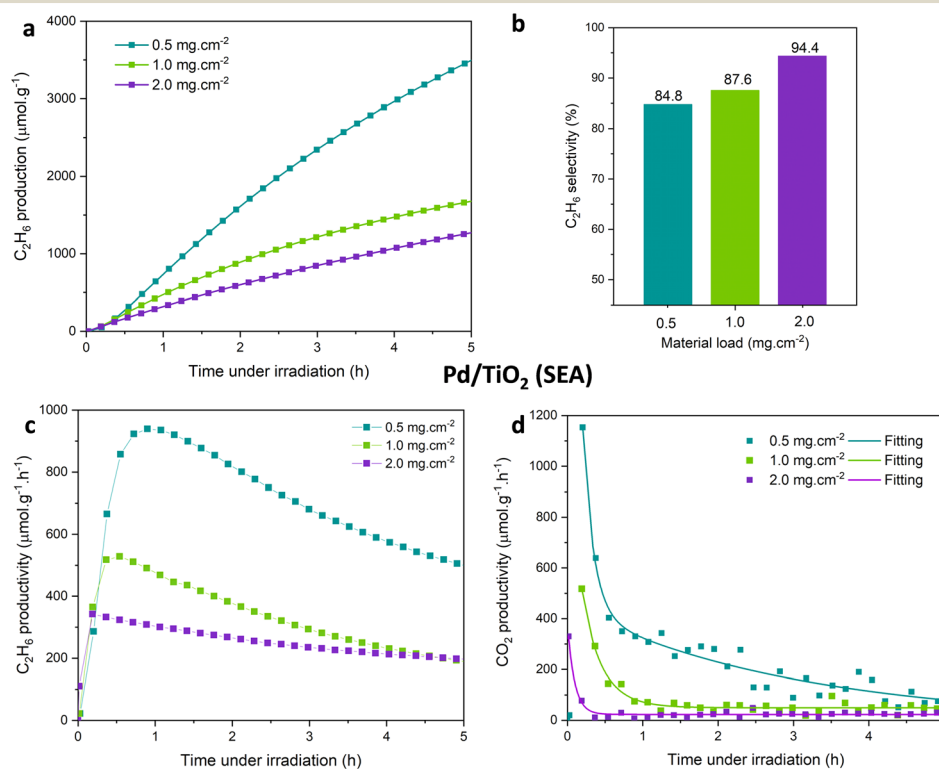 a
C₂H₆ production (μmol.g⁻¹)
4000
3000
2000
1000
0
0.5 mg.cm⁻²
1.0 mg.cm⁻²
2.0 mg.cm⁻²
0 1 2 3 4 5
Time under irradiation (h)
b
C₂H₆ selectivity (%)
100
90
80
70
60
50
84.8
87.6
94.4
0.5 1.0 2.0
Material load (mg.cm⁻²)
Pd/TiO₂ (SEA)
c
C₂H₆ productivity (μmol.g⁻¹.h⁻¹)
1000
800
600
400
200
0
0.5 mg.cm⁻²
1.0 mg.cm⁻²
2.0 mg.cm⁻²
0 1 2 3 4 5
Time under irradiation (h)
d
CO₂ productivity (μmol.g⁻¹.h⁻¹)
1200
1000
800
600
400
200
0
0.5 mg.cm⁻² Fitting
1.0 mg.cm⁻² Fitting
2.0 mg.cm⁻² Fitting
0 1 2 3 4
Time under irradiation (h)